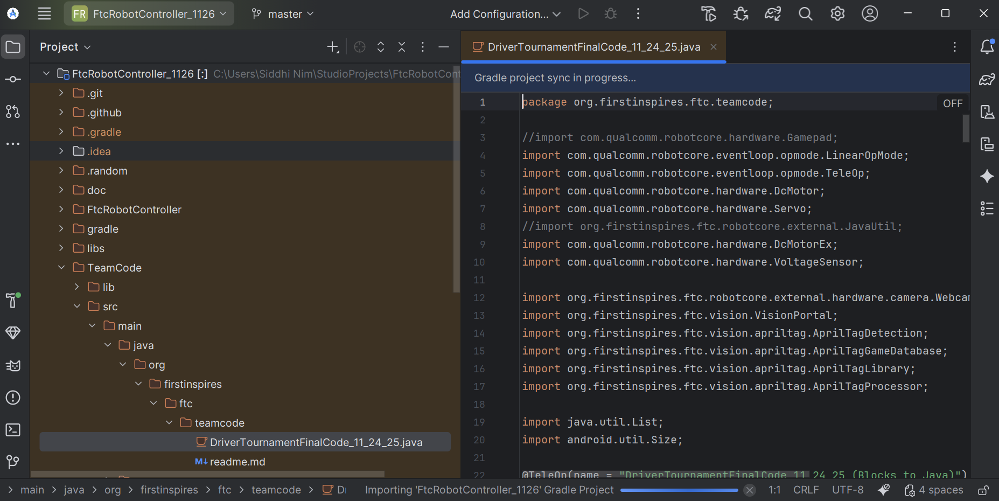 FR FtcRobotController_1126 master Add Configuration...
Project
DriverTournamentFinalCode_11_24_25.java
FtcRobotController_1126 [:] C:\Users\Siddhi Nim\StudioProjects\FtcRobotCont
.git
.github
.gradle
.idea
.random
doc
FtcRobotController
gradle
libs
TeamCode
lib
src
main
java
org
firstinspires
ftc
teamcode
DriverTournamentFinalCode_11_24_25.java
M↓ readme.md
Gradle project sync in progress...
OFF
1 package org.firstinspires.ftc.teamcode;
2
3 //import com.qualcomm.robotcore.hardware.Gamepad;
4 import com.qualcomm.robotcore.eventloop.opmode.LinearOpMode;
5 import com.qualcomm.robotcore.eventloop.opmode.TeleOp;
6 import com.qualcomm.robotcore.hardware.DcMotor;
7 import com.qualcomm.robotcore.hardware.Servo;
8 //import org.firstinspires.ftc.robotcore.external.JavaUtil;
9 import com.qualcomm.robotcore.hardware.DcMotorEx;
10 import com.qualcomm.robotcore.hardware.VoltageSensor;
11
12 import org.firstinspires.ftc.robotcore.external.hardware.camera.Webcam
13 import org.firstinspires.ftc.vision.VisionPortal;
14 import org.firstinspires.ftc.vision.apriltag.AprilTagDetection;
15 import org.firstinspires.ftc.vision.apriltag.AprilTagGameDatabase;
16 import org.firstinspires.ftc.vision.apriltag.AprilTagLibrary;
17 import org.firstinspires.ftc.vision.apriltag.AprilTagProcessor;
18
19 import java.util.List;
20 import android.util.Size;
21
22 @TeleOp(name = "DriverTournamentFinalCode_11_24_25 (Blocks to Java)")
main java org firstinspires ftc teamcode Importing 'FtcRobotController_1126' Gradle Project 1:1 CRLF UTF-8 4 spaces